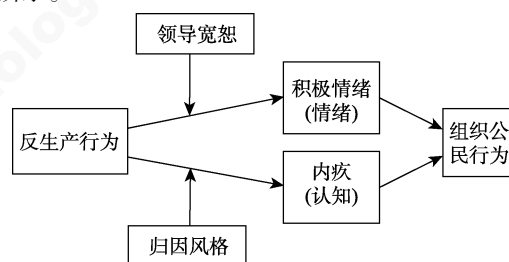 领导宽恕
积极情绪
(情绪)
反生产行为
组织公
民行为
内疚
(认知)
归因风格